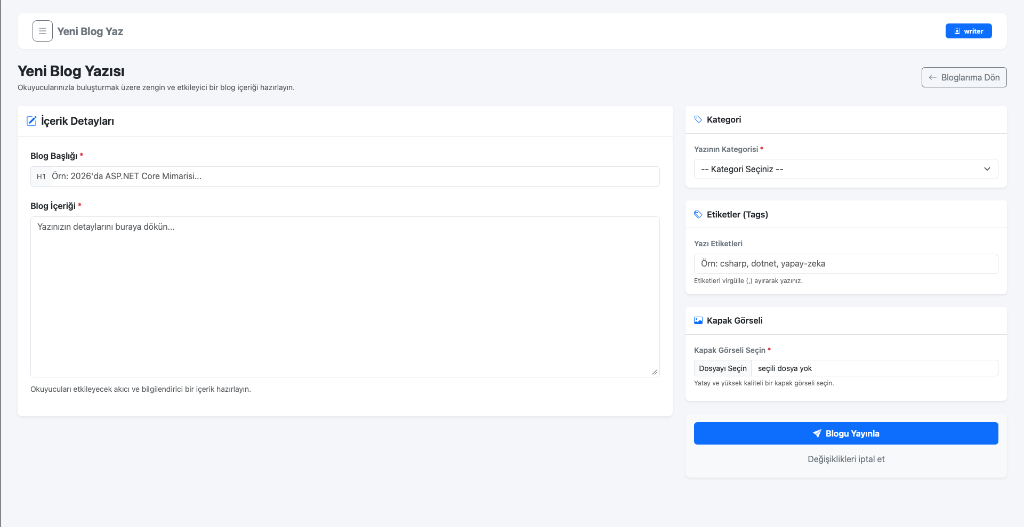 Yeni Blog Yaz
writer
Yeni Blog Yazısı
Okuyucularınızla buluşturmak üzere zengin ve etkileyici bir blog içeriği hazırlayın.
Bloglarıma Dön
İçerik Detayları
Blog Başlığı *
H1 Örn: 2026'da ASP.NET Core Mimarisi...
Blog İçeriği *
Yazınızın detaylarını buraya dökün...
Okuyucuları etkileyecek akıcı ve bilgilendirici bir içerik hazırlayın.
Kategori
Yazının Kategorisi *
-- Kategori Seçiniz --
Etiketler (Tags)
Yazı Etiketleri
Örn: csharp, dotnet, yapay-zeka
Etiketleri virgülle (,) ayırarak yazınız.
Kapak Görseli
Kapak Görseli Seçin *
Dosyayı Seçin seçili dosya yok
Yatay ve yüksek kaliteli bir kapak görseli seçin.
Blogu Yayınla
Değişiklikleri iptal et